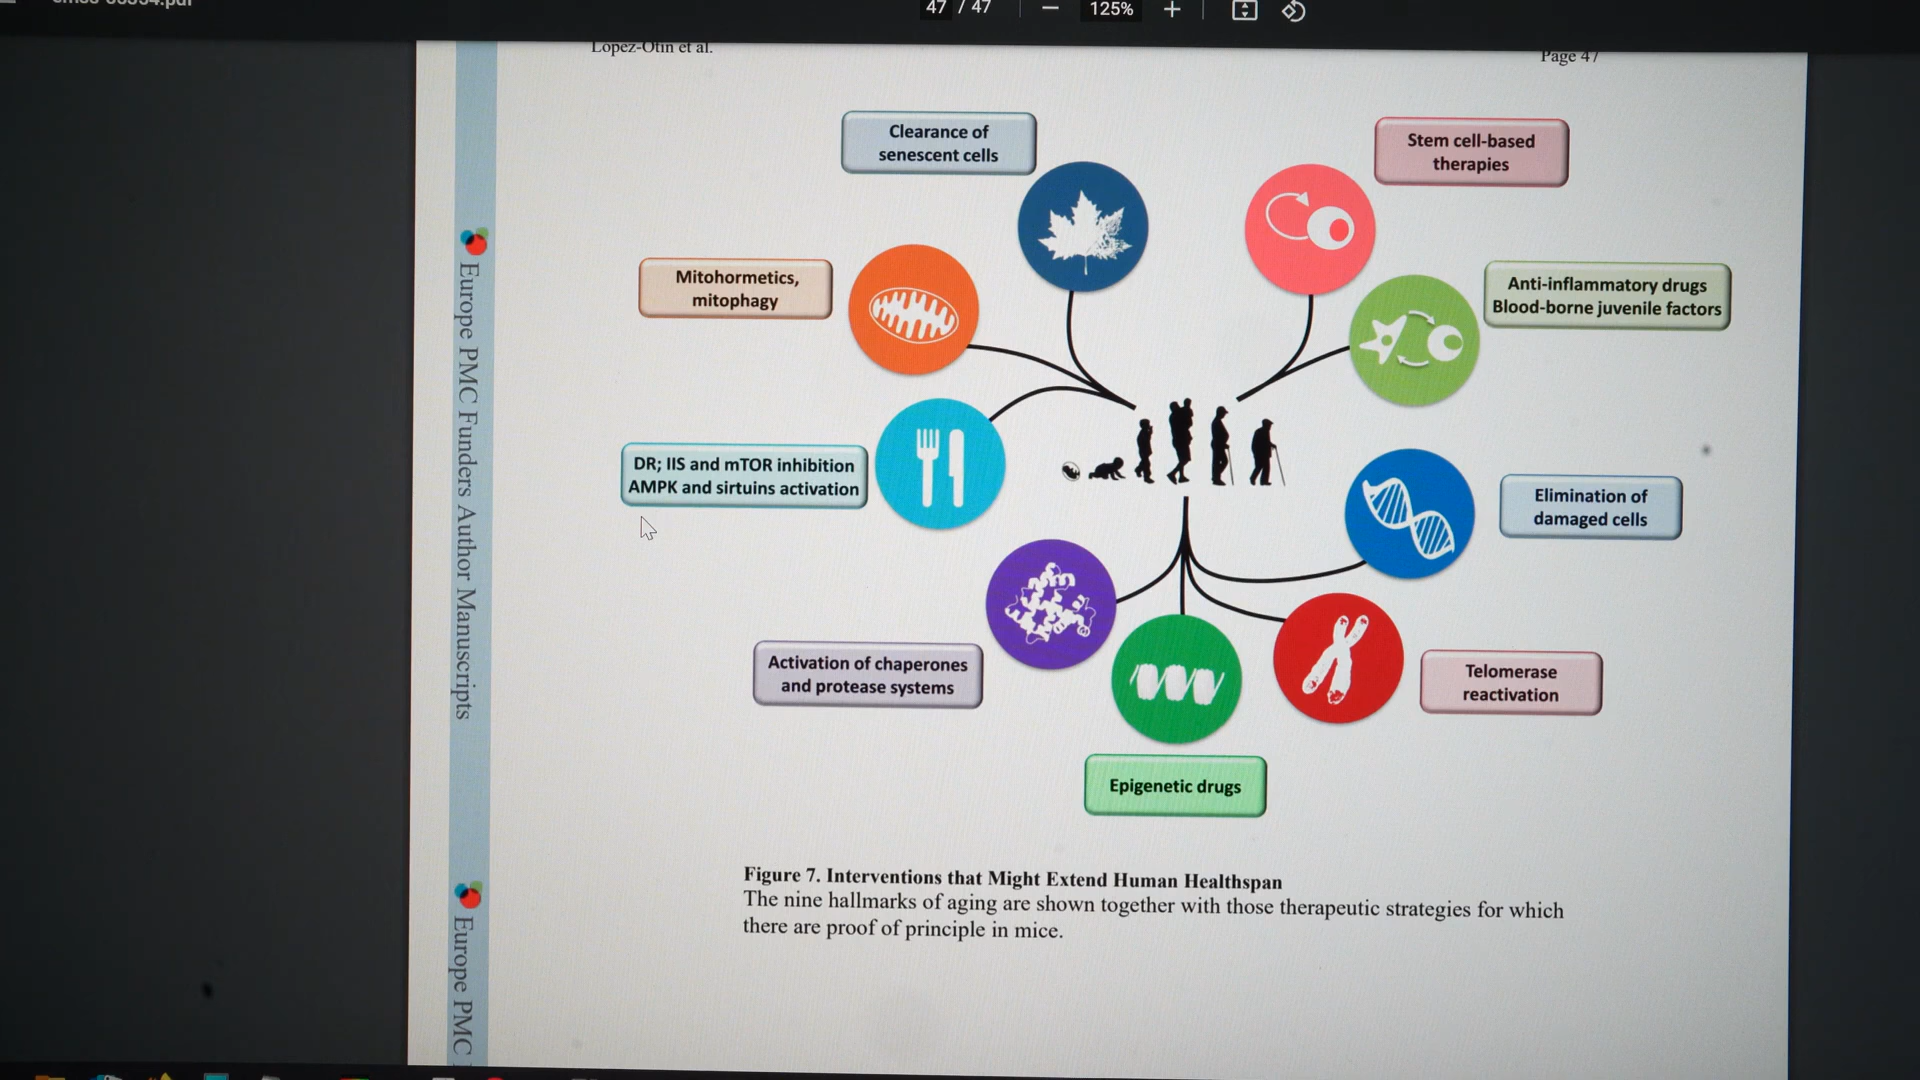 47 / 47
125%
Lopez-Otin et al.
Page 47
Clearance of
senescent cells
Stem cell-based
therapies
Mitohormetics,
mitophagy
Anti-inflammatory drugs
Blood-borne juvenile factors
DR; IIS and mTOR inhibition
AMPK and sirtuins activation
Elimination of
damaged cells
Activation of chaperones
and protease systems
Telomerase
reactivation
Epigenetic drugs
Figure 7. Interventions that Might Extend Human Healthspan
The nine hallmarks of aging are shown together with those therapeutic strategies for which
there are proof of principle in mice.
Europe PMC Funders Author Manuscripts
Europe PMC